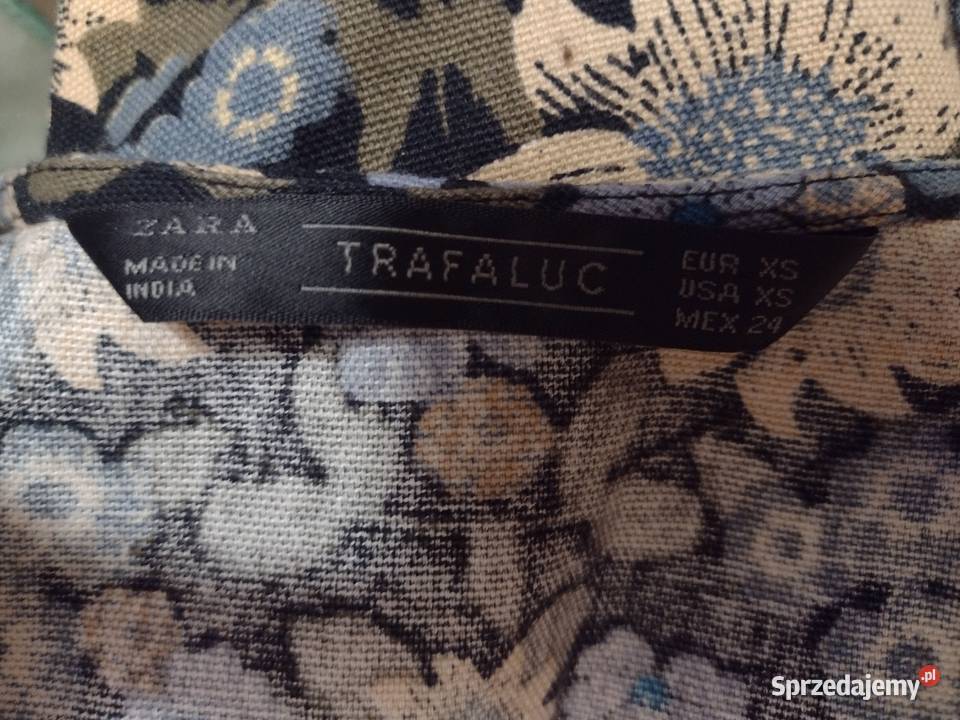 ZARA
MADE IN
INDIA
TRAFALUC
EUR XS
USA XS
MEX 24
Sprzedajemy.pl